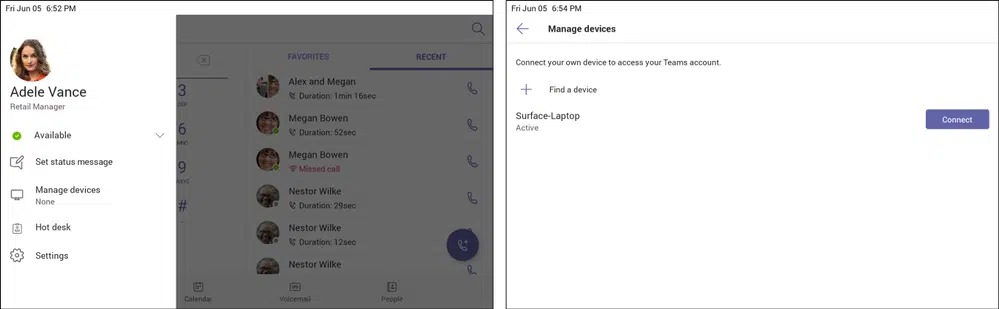 Fri Jun 05 6:52 PM
Adele Vance
Retail Manager
Available
Set status message
Manage devices
None
Hot desk
Settings
3
6
9
#
FAVORITES
RECENT
Alex and Megan
Duration: 1min 16sec
Megan Bowen
Duration: 52sec
Megan Bowen
Missed call
Nestor Wilke
Duration: 29sec
Nestor Wilke
Duration: 12sec
Nestor Wilke
Calendar
Voicemail
People
Fri Jun 05 6:54 PM
Manage devices
Connect your own device to access your Teams account.
Find a device
Surface-Laptop
Active
Connect